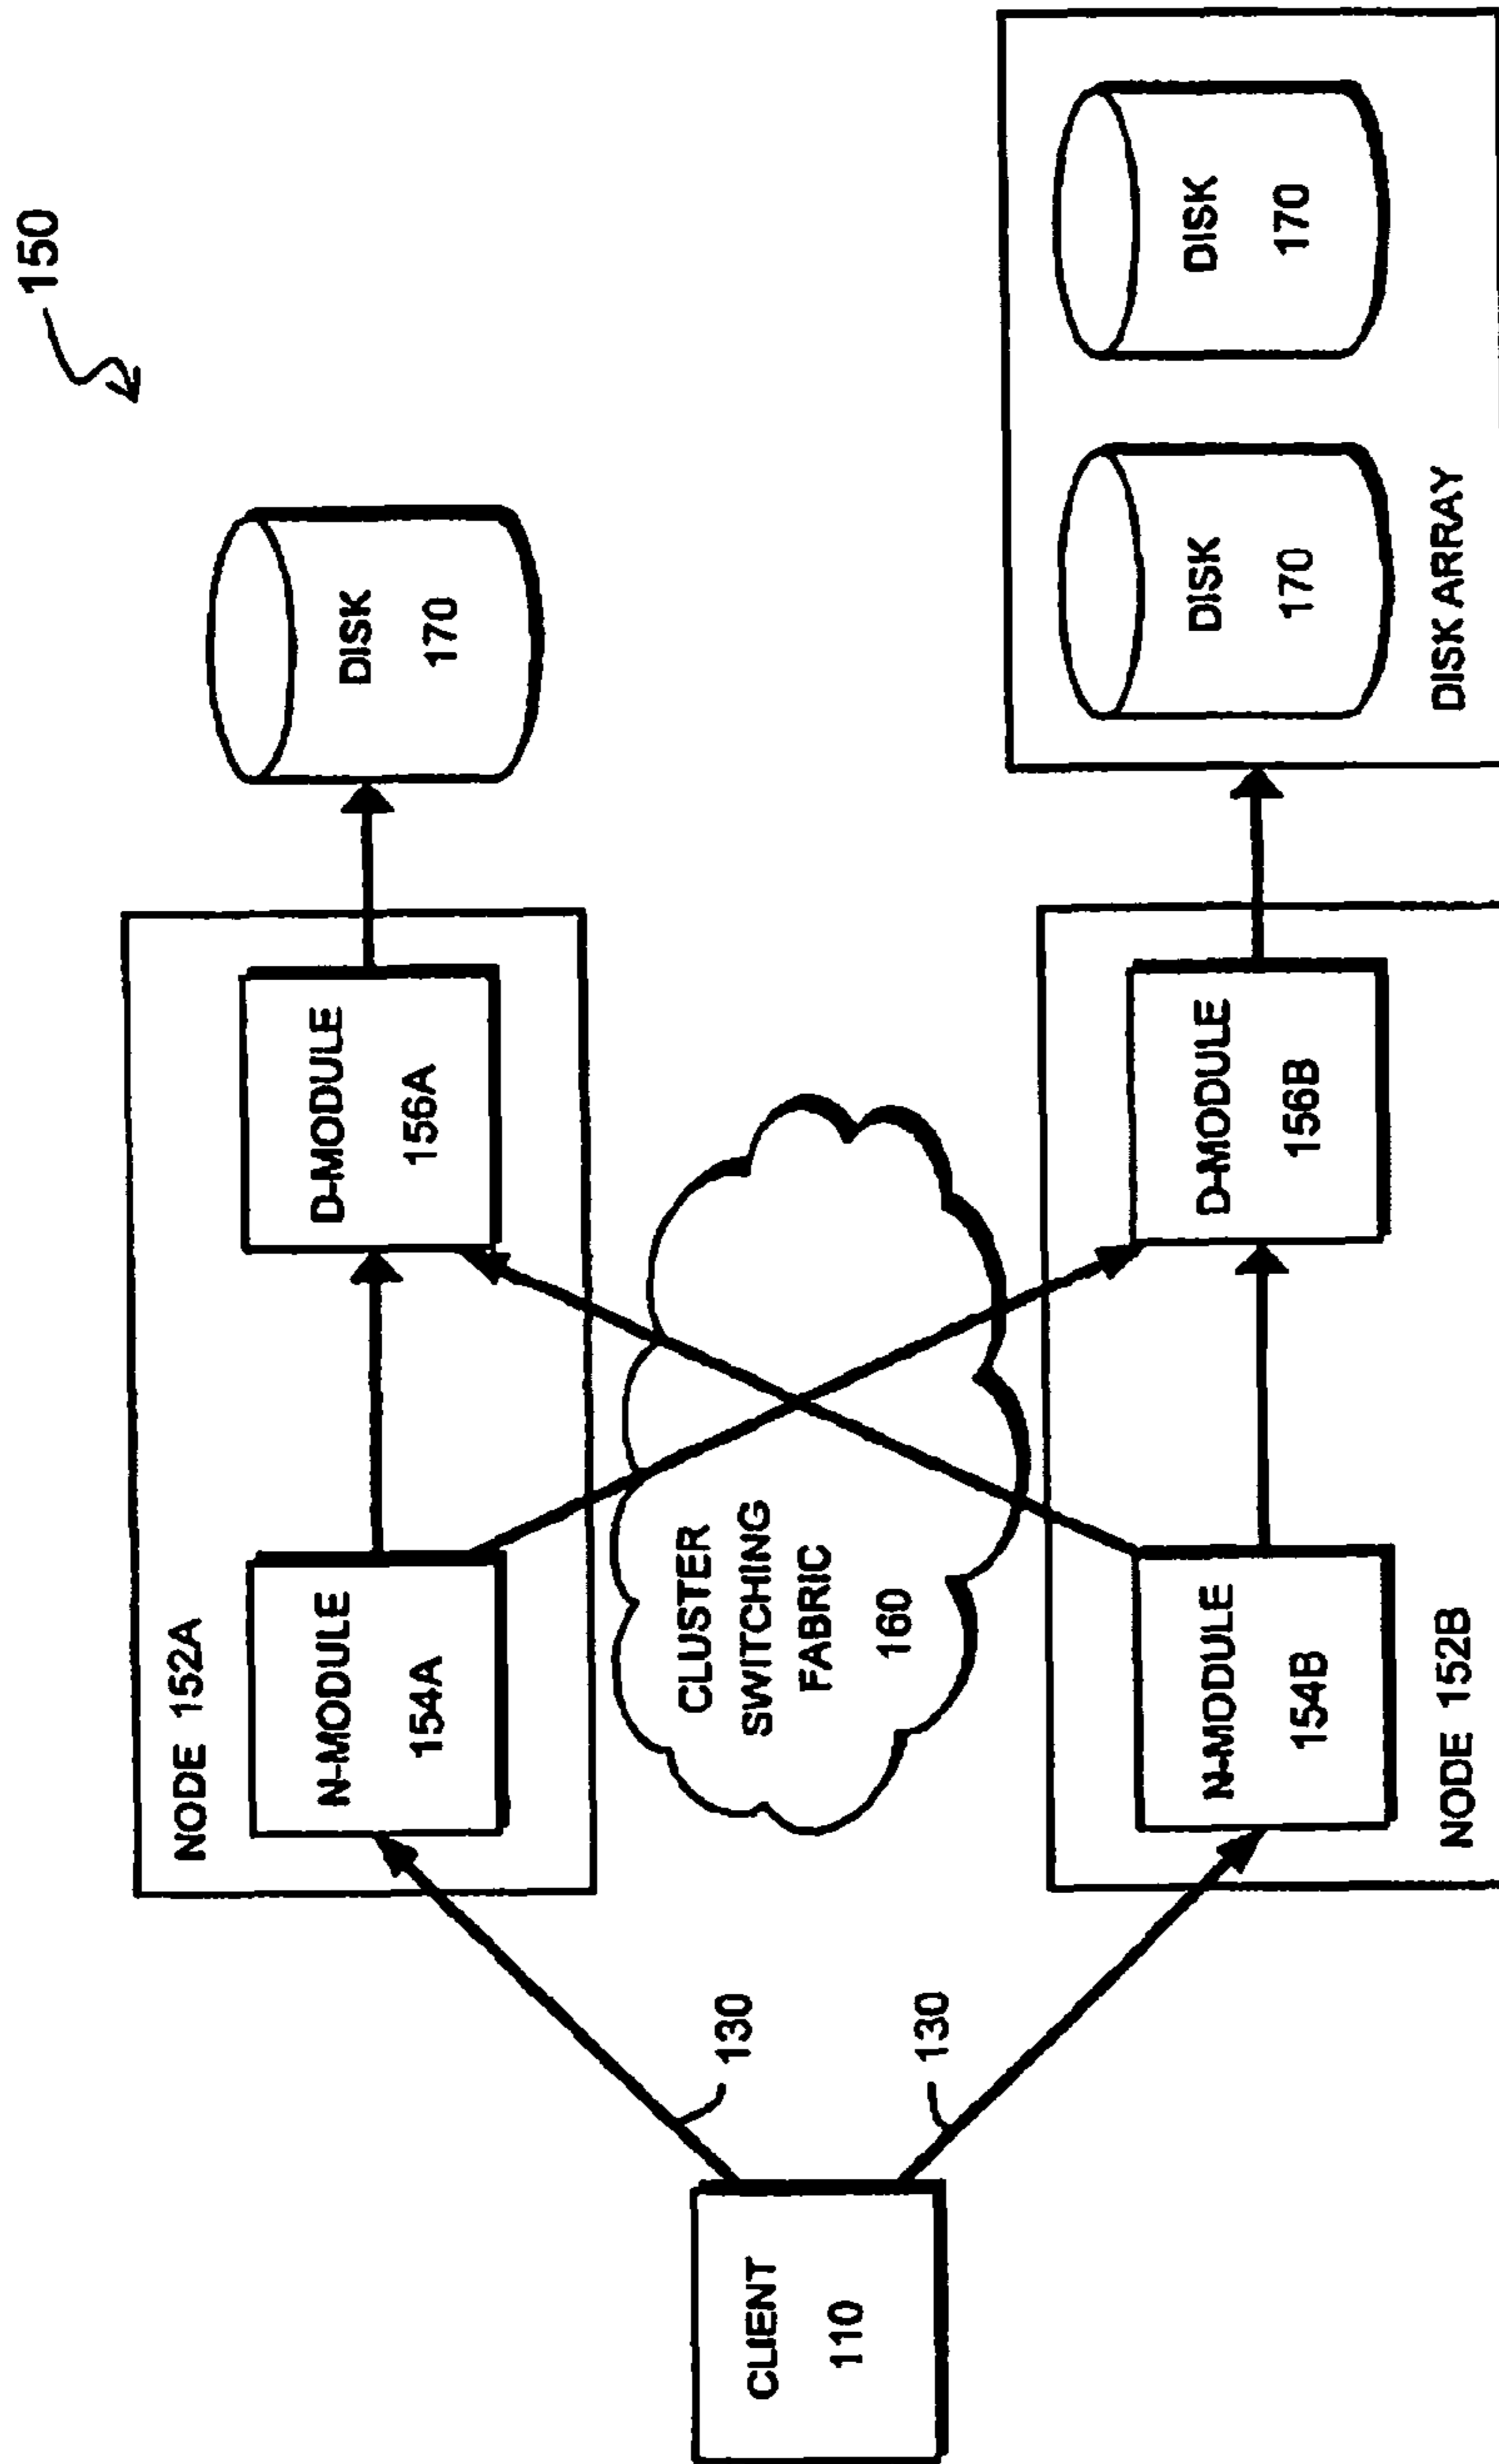 150
CLIENT
110
130
130
NODE 152A
N-MODULE
154A
D-MODULE
156A
DISK
170
CLUSTER
SWITCHING
FABRIC
160
N-MODULE
154B
NODE 152B
D-MODULE
156B
DISK
170
DISK
170
DISK ARRAY